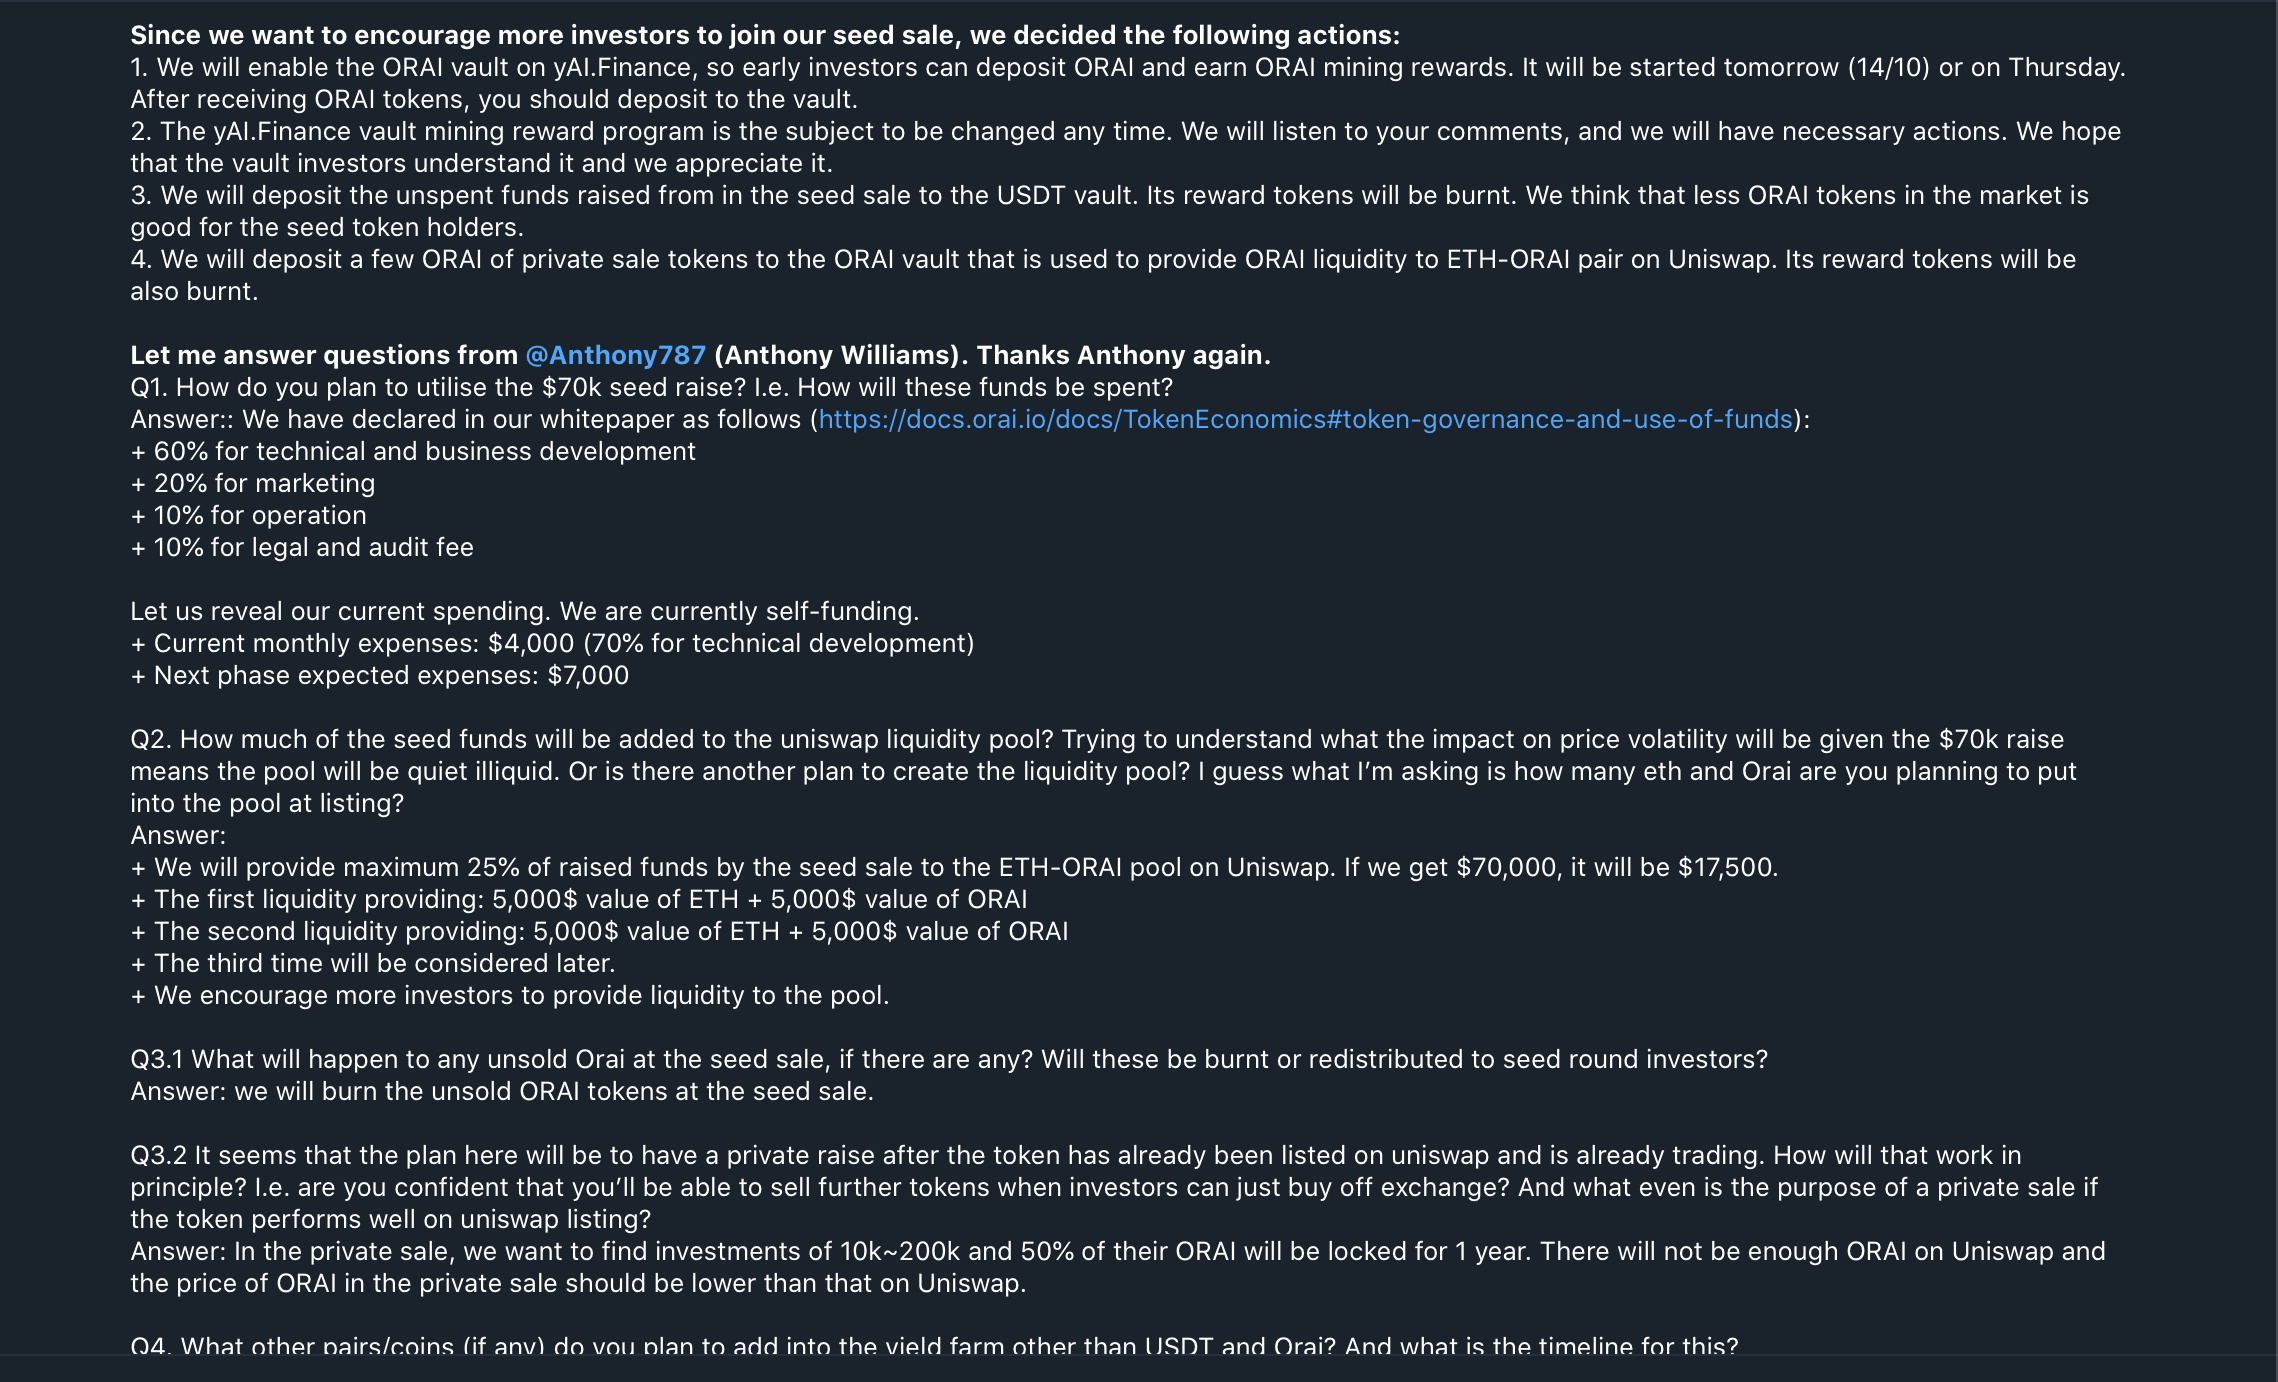 Since we want to encourage more investors to join our seed sale, we decided the following actions:
1. We will enable the ORAI vault on yAI.Finance, so early investors can deposit ORAI and earn ORAI mining rewards. It will be started tomorrow (14/10) or on Thursday.
After receiving ORAI tokens, you should deposit to the vault.
2. The yAI.Finance vault mining reward program is the subject to be changed any time. We will listen to your comments, and we will have necessary actions. We hope
that the vault investors understand it and we appreciate it.
3. We will deposit the unspent funds raised from in the seed sale to the USDT vault. Its reward tokens will be burnt. We think that less ORAI tokens in the market is
good for the seed token holders.
4. We will deposit a few ORAI of private sale tokens to the ORAI vault that is used to provide ORAI liquidity to ETH-ORAI pair on Uniswap. Its reward tokens will be
also burnt.
Let me answer questions from @Anthony787 (Anthony Williams). Thanks Anthony again.
Q1. How do you plan to utilise the $70k seed raise? I.e. How will these funds be spent?
Answer:: We have declared in our whitepaper as follows (https://docs.orai.io/docs/TokenEconomics#token-governance-and-use-of-funds):
+ 60% for technical and business development
+ 20% for marketing
+ 10% for operation
+ 10% for legal and audit fee
Let us reveal our current spending. We are currently self-funding.
+ Current monthly expenses: $4,000 (70% for technical development)
+ Next phase expected expenses: $7,000
Q2. How much of the seed funds will be added to the uniswap liquidity pool? Trying to understand what the impact on price volatility will be given the $70k raise
means the pool will be quiet illiquid. Or is there another plan to create the liquidity pool? I guess what I'm asking is how many eth and Orai are you planning to put
into the pool at listing?
Answer:
+ We will provide maximum 25% of raised funds by the seed sale to the ETH-ORAI pool on Uniswap. If we get $70,000, it will be $17,500.
+ The first liquidity providing: 5,000$ value of ETH + 5,000$ value of ORAI
+ The second liquidity providing: 5,000$ value of ETH + 5,000$ value of ORAI
+ The third time will be considered later.
+ We encourage more investors to provide liquidity to the pool.
Q3.1 What will happen to any unsold Orai at the seed sale, if there are any? Will these be burnt or redistributed to seed round investors?
Answer: we will burn the unsold ORAI tokens at the seed sale.
Q3.2 It seems that the plan here will be to have a private raise after the token has already been listed on uniswap and is already trading. How will that work in
principle? I.e. are you confident that you'll be able to sell further tokens when investors can just buy off exchange? And what even is the purpose of a private sale if
the token performs well on uniswap listing?
Answer: In the private sale, we want to find investments of 10k~200k and 50% of their ORAI will be locked for 1 year. There will not be enough ORAI on Uniswap and
the price of ORAI in the private sale should be lower than that on Uniswap.
Q4. What other pairs/coins (if any) do you plan to add into the yield farm other than USDT and Orai? And what is the timeline for this?